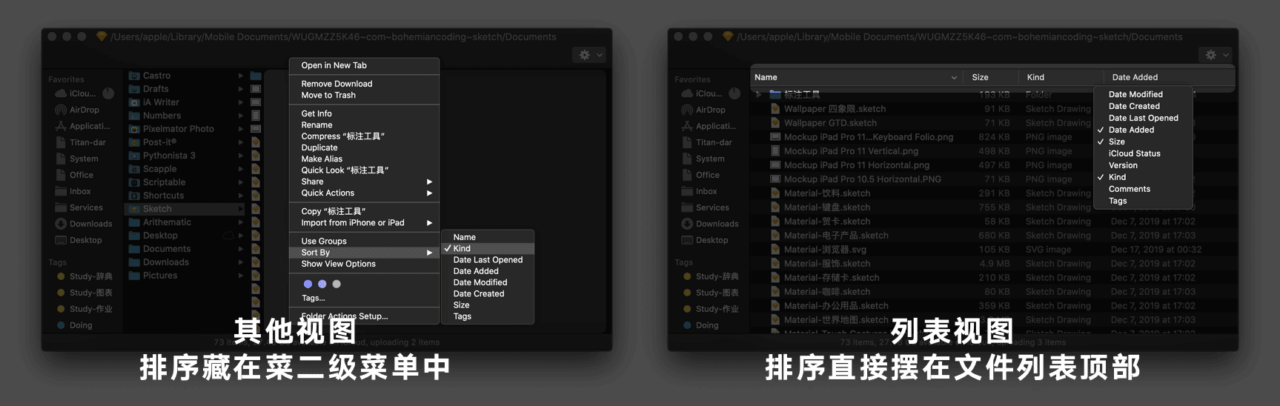 /Users/apple/Library/Mobile Documents/WUGMZZ5K46~com~bohemiancoding~sketch/Documents
Favorites
iClou...
AirDrop
Applicati...
Titan-dar
System
Office
Inbox
Services
Downloads
Desktop
Tags
Study-辞典
Study-图表
Study-作业
Doing
Castro
Drafts
iA Writer
Numbers
Pixelmator Photo
Post-it®
Pythonista 3
Scapple
Scriptable
Shortcuts
Sketch
Arithmetic
Desktop
Documents
Downloads
Pictures
Open in New Tab
Remove Download
Move to Trash
Get Info
Rename
Compress “标注工具”
Duplicate
Make Alias
Quick Look “标注工具”
Share
Quick Actions
Copy “标注工具”
Import from iPhone or iPad
Use Groups
Sort By
Show View Options
Tags...
Folder Actions Setup...
Name
✓ Kind
Date Last Opened
Date Added
Date Modified
Date Created
Size
Tags
其他视图
排序藏在菜二级菜单中
/Users/apple/Library/Mobile Documents/WUGMZZ5K46~com~bohemiancoding~sketch/Documents
Favorites
iClou...
AirDrop
Applicati...
Titan-dar
System
Office
Inbox
Services
Downloads
Desktop
Tags
Study-辞典
Study-图表
Study-作业
Doing
Name Size Kind Date Added
标注工具 193 KB Folder
Wallpaper 四象限.sketch 91 KB Sketch Drawing
Wallpaper GTD.sketch 71 KB Sketch Drawing
Mockup iPad Pro 11...Keyboard Folio.png 824 KB PNG image
Mockup iPad Pro 11 Vertical.png 498 KB PNG image
Mockup iPad Pro 11 Horizontal.png 497 KB PNG image
Mockup iPad Pro 10.5 Horizontal.PNG 71 KB PNG image
Material-饮料.sketch 291 KB Sketch Drawing
Material-键盘.sketch 755 KB Sketch Drawing
Material-贺卡.sketch 58 KB Sketch Drawing Dec 7, 2019 at 17:02
Material-电子产品.sketch 680 KB Sketch Drawing Dec 7, 2019 at 17:03
Material-浏览器.svg 105 KB SVG image Dec 17, 2019 at 00:32
Material-服饰.sketch 4.9 MB Sketch Drawing Dec 7, 2019 at 17:02
Material-存储卡.sketch 210 KB Sketch Drawing Dec 7, 2019 at 17:02
Material-咖啡.sketch 80 KB Sketch Drawing Dec 7, 2019 at 17:03
Material-办公用品.sketch 359 KB Sketch Drawing Dec 7, 2019 at 17:02
Material-世界地图.sketch Sketch Drawing Dec 7, 2019 at 17:03
Date Modified
Date Created
Date Last Opened
✓ Date Added
✓ Size
iCloud Status
Version
✓ Kind
Comments
Tags
列表视图
排序直接摆在文件列表顶部